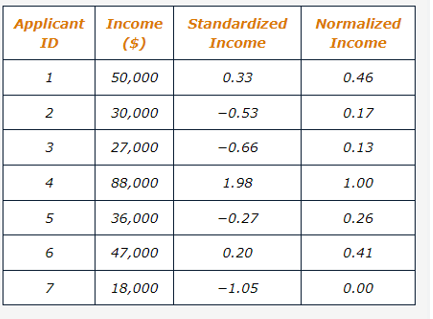 Applicant ID Income ($) Standardized Income Normalized Income
1 50,000 0.33 0.46
2 30,000 −0.53 0.17
3 27,000 −0.66 0.13
4 88,000 1.98 1.00
5 36,000 −0.27 0.26
6 47,000 0.20 0.41
7 18,000 −1.05 0.00